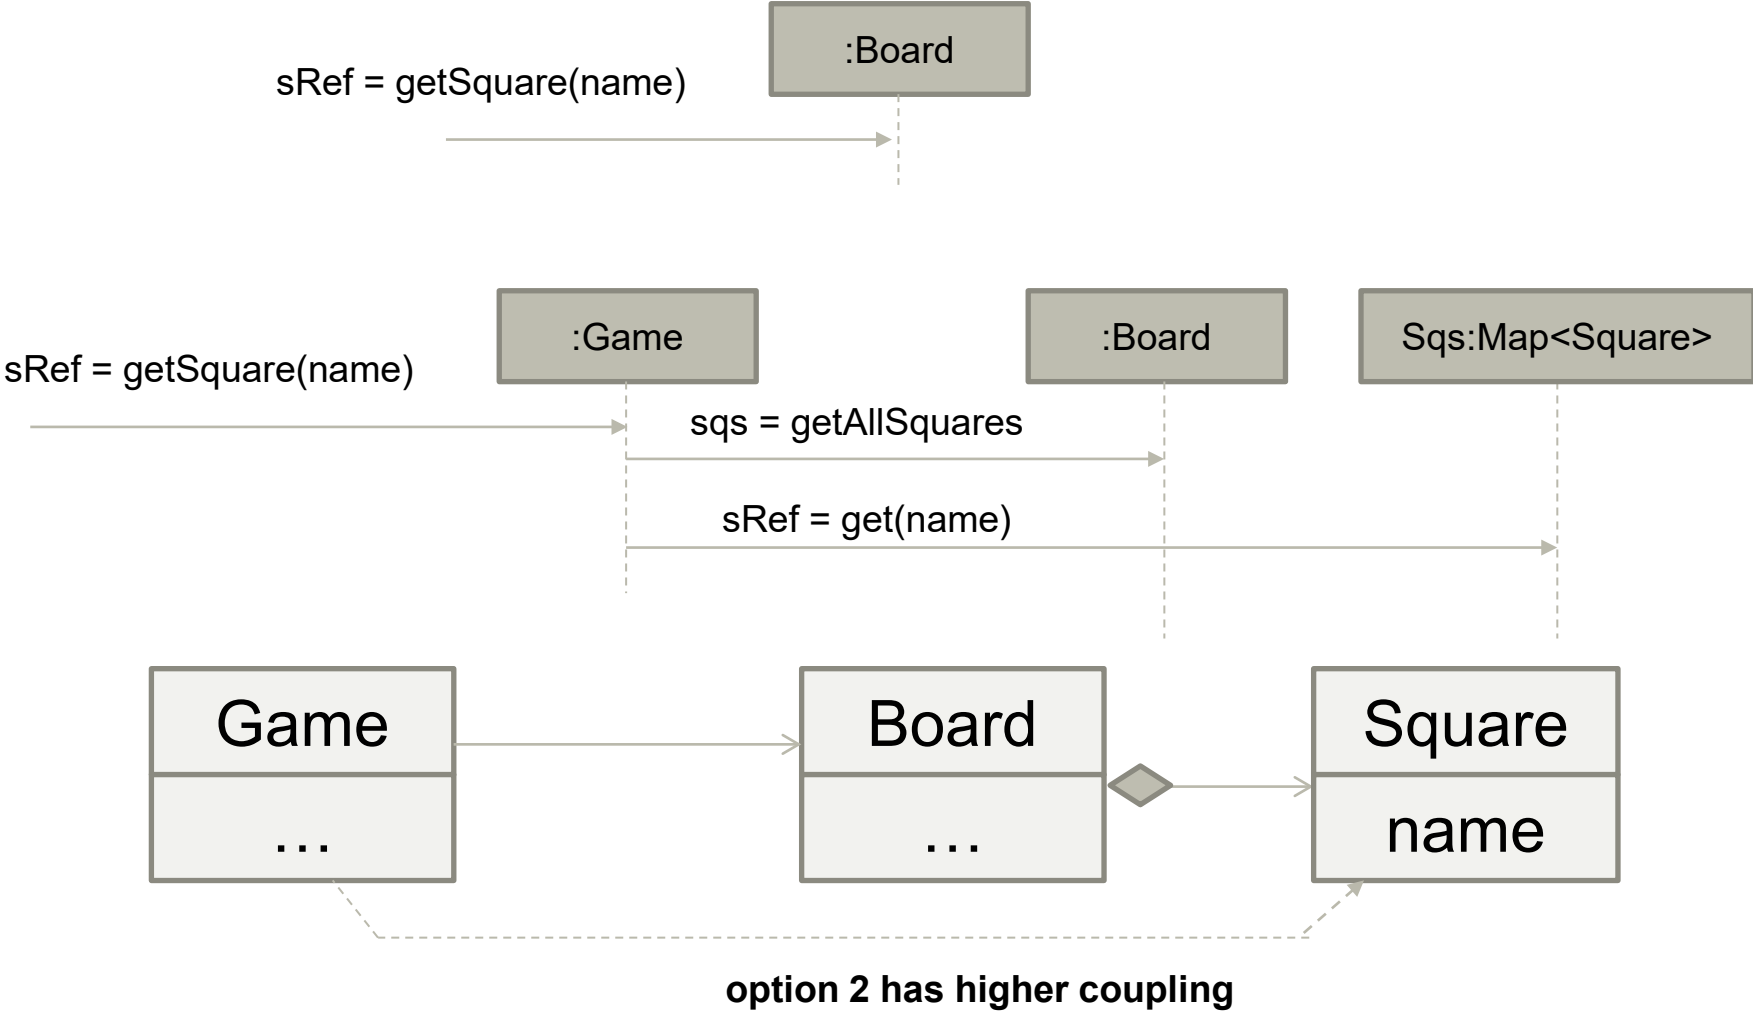 :Board
sRef = getSquare(name)
:Game
:Board
Sqs:Map<Square>
sRef = getSquare(name)
sqs = getAllSquares
sRef = get(name)
Game
Board
Square
…
…
name
option 2 has higher coupling